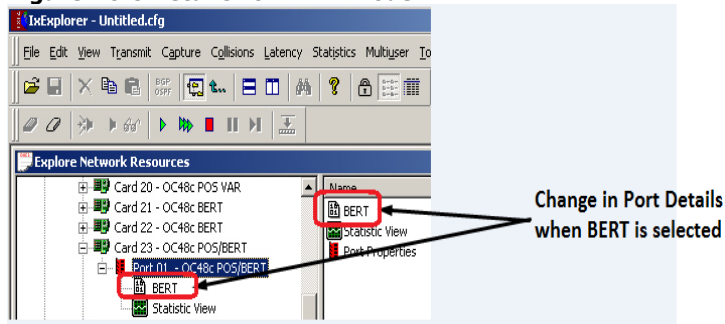 IxExplorer - Untitled.cfg
File Edit View Transmit Capture Collisions Latency Statistics Multiuser To
BGP
OSPF
Explore Network Resources
Card 20 - OC48c POS VAR
Card 21 - OC48c BERT
Card 22 - OC48c BERT
Card 23 - OC48c POS/BERT
Port 01 - OC48c POS/BERT
BERT
Statistic View
Name
BERT
Statistic View
Port Properties
Change in Port Details
when BERT is selected